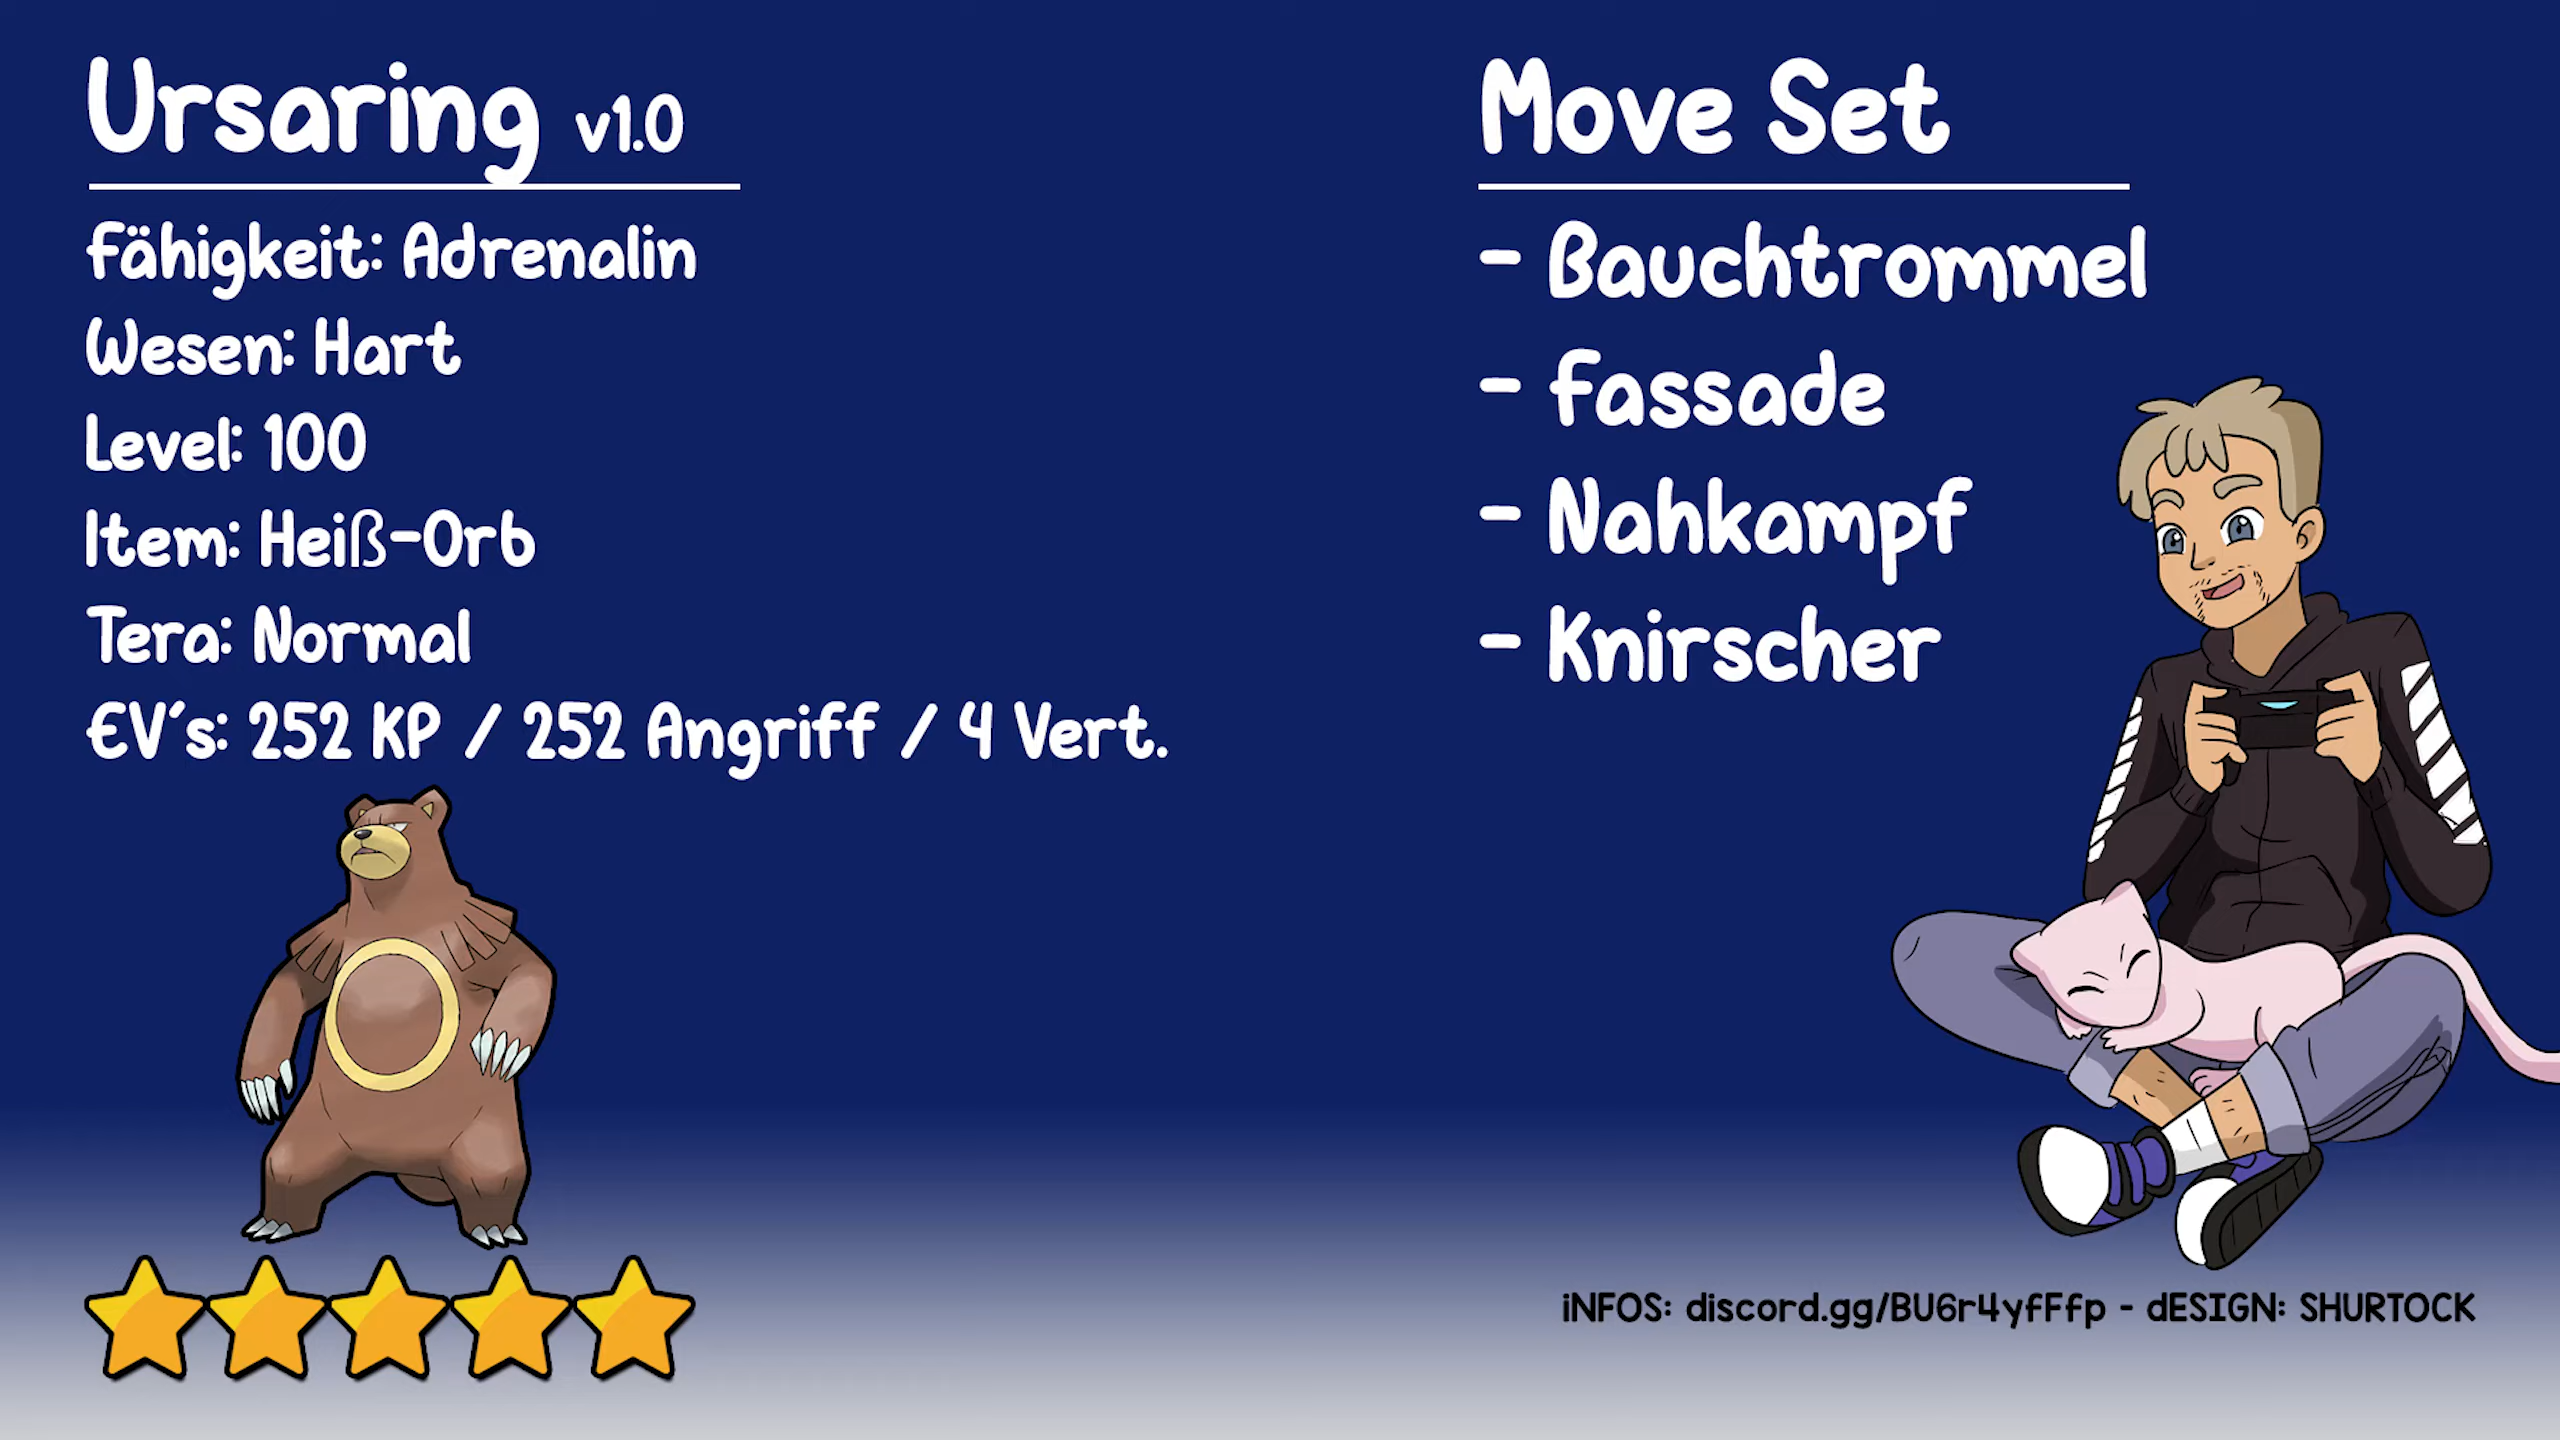 Ursaring v1.0
Fähigkeit: Adrenalin
Wesen: Hart
Level: 100
Item: Heiß-Orb
Tera: Normal
EV's: 252 KP / 252 Angriff / 4 Vert.
Move Set
- Bauchtrommel
- Fassade
- Nahkampf
- Knirscher
iNFOS: discord.gg/BU6r4yfFfp - dESIGN: SHURTOCK